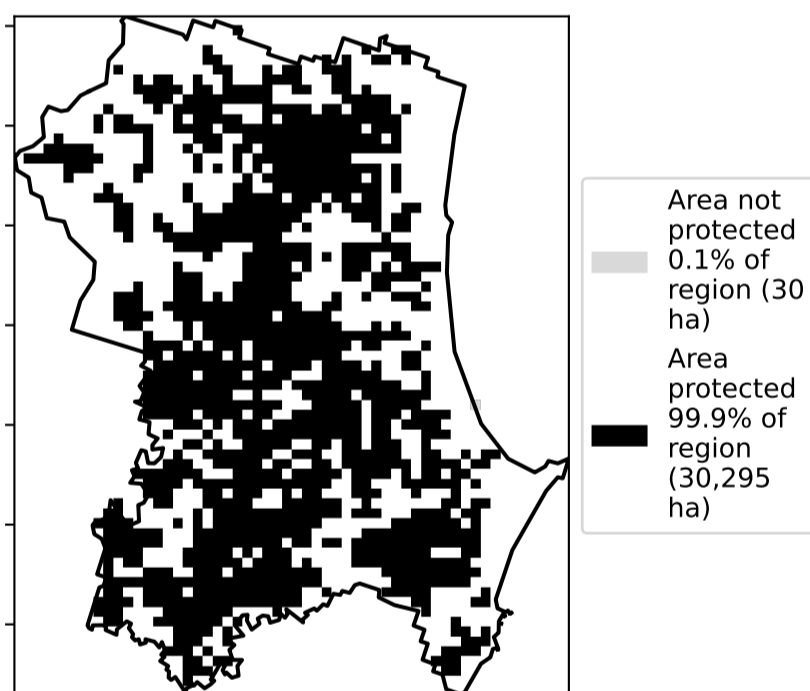 Area not
protected
0.1% of
region (30
ha)
Area
protected
99.9% of
region
(30,295
ha)